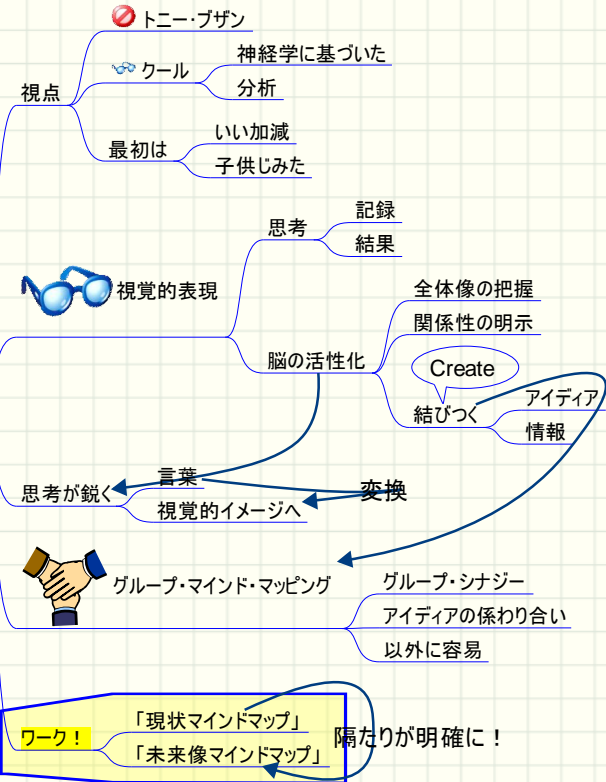 トニー・ブザン
視点
クール
神経学に基づいた
分析
最初は
いい加減
子供じみた
視覚的表現
思考
記録
結果
脳の活性化
全体像の把握
関係性の明示
Create
結びつく
アイディア
情報
思考が鋭く
言葉
視覚的イメージへ
変換
グループ・マインド・マッピング
グループ・シナジー
アイディアの係わり合い
以外に容易
ワーク！
「現状マインドマップ」
「未来像マインドマップ」
隔たりが明確に！